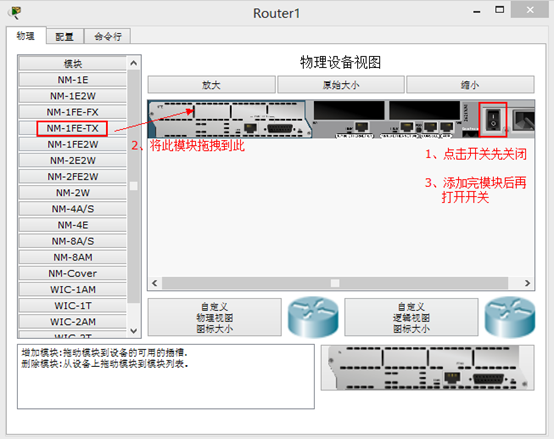 Router1
物理
配置
命令行
模块
NM-1E
NM-1E2W
NM-1FE-FX
NM-1FE-TX
NM-1FE2W
NM-2E2W
NM-2FE2W
NM-2W
NM-4A/S
NM-4E
NM-8A/S
NM-8AM
NM-Cover
WIC-1AM
WIC-1T
WIC-2AM
WIC-2T
物理设备视图
放大
原始大小
缩小
2、将此模块拖拽到此
1、点击开关先关闭
3、添加完模块后再
打开开关
自定义
物理视图
图标大小
自定义
逻辑视图
图标大小
增加模块:拖动模块到设备的可用的插槽.
删除模块:从设备上拖动模块到模块列表。